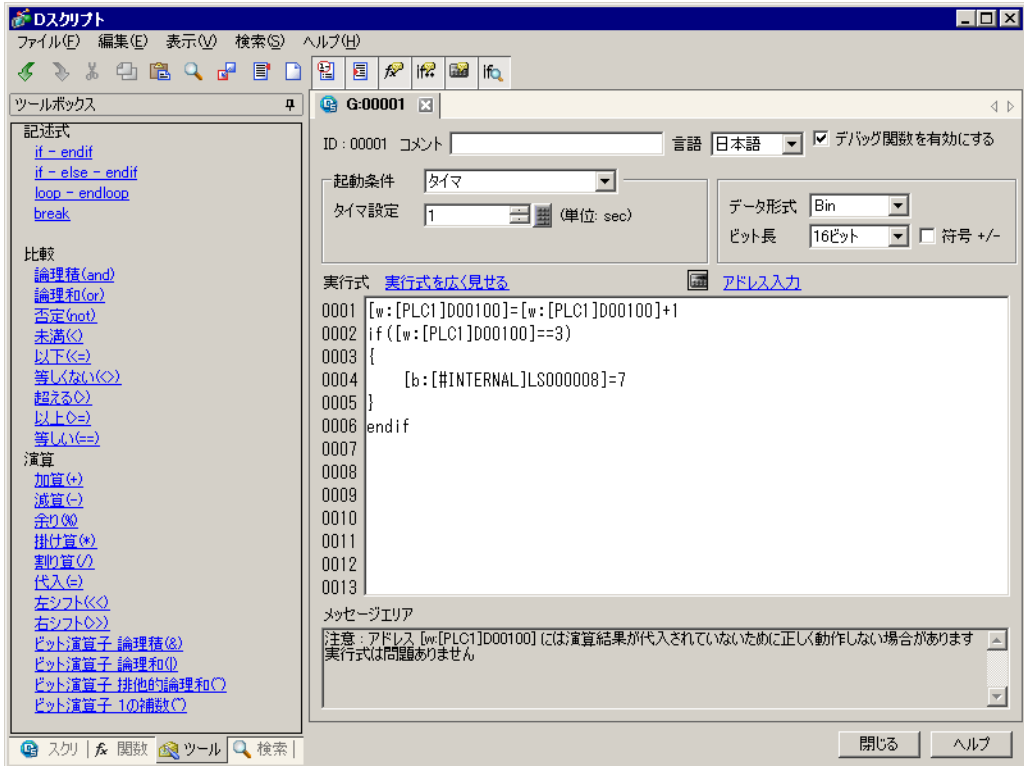 Dスクリプト
ファイル(F) 編集(E) 表示(V) 検索(S) ヘルプ(H)
ツールボックス
記述式
if - endif
if - else - endif
loop - endloop
break
比較
論理積(and)
論理和(or)
否定(not)
未満(<)
以下(<=)
等しくない(<>)
超える(>)
以上(>=)
等しい(==)
演算
加算(+)
減算(-)
余り(%)
掛け算(*)
割り算(/)
代入(=)
左シフト(<<)
右シフト(>>)
ビット演算子 論理積(&)
ビット演算子 論理和(|)
ビット演算子 排他的論理和(^)
ビット演算子 1の補数(~)
スクリ 関数 ツール 検索
G:00001
ID : 00001 コメント 言語 日本語 デバッグ関数を有効にする
起動条件 タイマ
タイマ設定 1 (単位: sec)
データ形式 Bin
ビット長 16ビット 符号 +/-
実行式 実行式を広く見せる アドレス入力
0001 [w:[PLC1]D00100]=[w:[PLC1]D00100]+1
0002 if([w:[PLC1]D00100]==3)
0003 {
0004 [b:[#INTERNAL]LS000008]=7
0005 }
0006 endif
0007
0008
0009
0010
0011
0012
0013
メッセージエリア
注意 : アドレス [w:[PLC1]D00100] には演算結果が代入されていないために正しく動作しない場合があります
実行式は問題ありません
閉じる ヘルプ